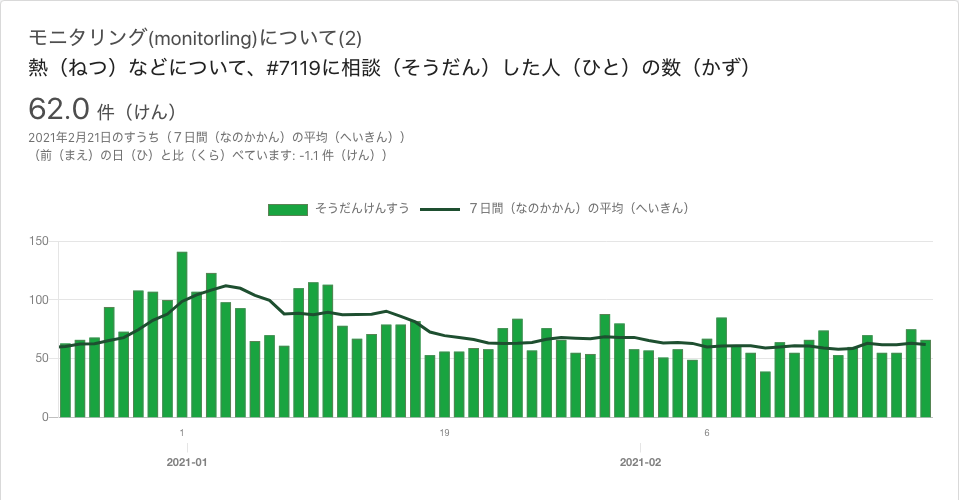 モニタリング(monitorling)について(2)
熱（ねつ）などについて、#7119に相談（そうだん）した人（ひと）の数（かず）
62.0 件（けん）
2021年2月21日のすうち（７日間（なのかかん）の平均（へいきん））
（前（まえ）の日（ひ）と比（くら）べています: -1.1 件（けん））
そうだんけんすう ７日間（なのかかん）の平均（へいきん）
150
100
50
0
1 19 6
2021-01 2021-02